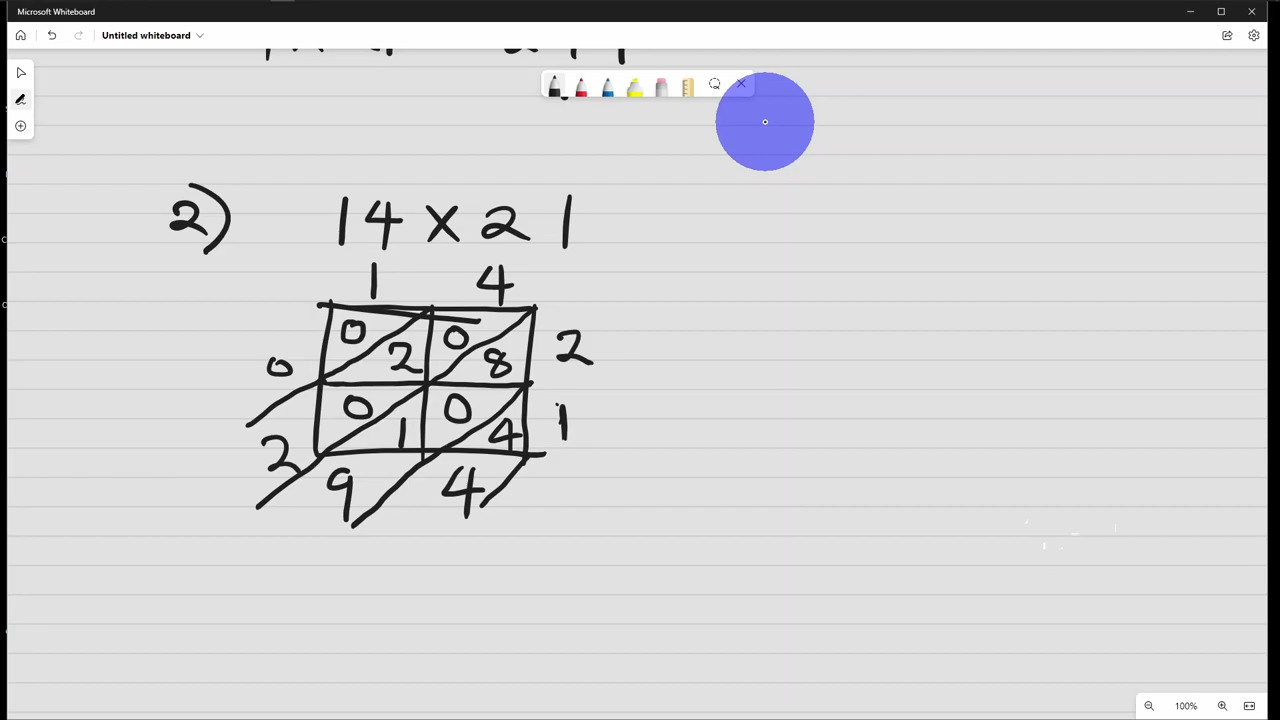 Microsoft Whiteboard
Untitled whiteboard
2) 14 x 21
1 4
0 0
0 2 8 2
0 0
2 1 4 1
9 4
100%